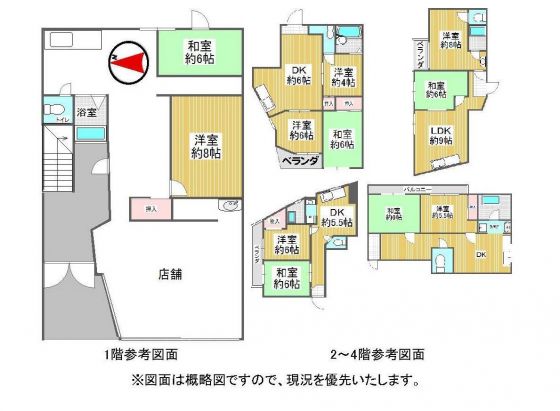 和室
約6帖
トイレ
浴室
洋室
約8帖
押入
店舗
1階参考図面
DK
約6帖
洋室
約4帖
押入
押入
洋室
約6帖
和室
約6帖
ベランダ
ベランダ
洋室
約8帖
和室
約6帖
LDK
約9帖
ベランダ
押入
DK
約5.5帖
洋室
約6帖
和室
約6帖
バルコニー
和室
約6帖
洋室
約5.5帖
DK
2～4階参考図面
※図面は概略図ですので、現況を優先いたします。